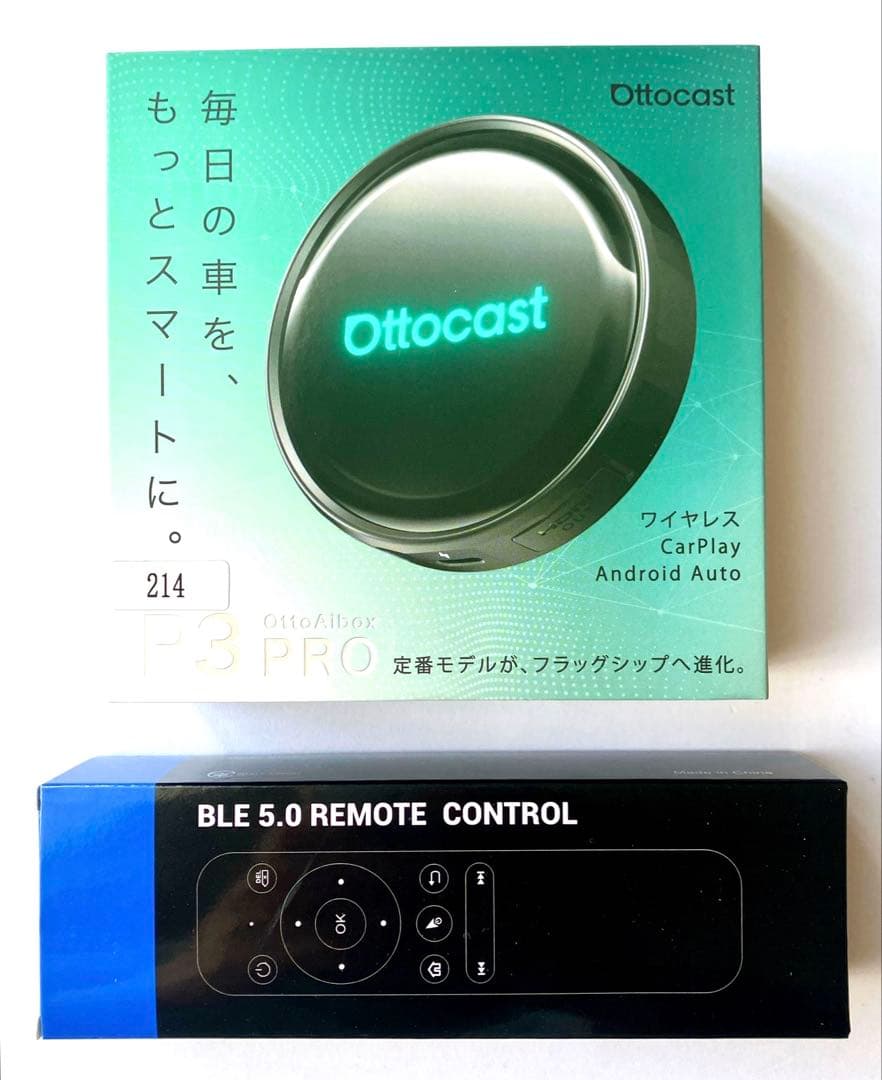 Ottocast
毎日の車を、
もっとスマートに。
Ottocast
ワイヤレス
CarPlay
Android Auto
214
P3 OttoAibox
PRO
定番モデルが、フラッグシップへ進化。
Made in China
BLE 5.0 REMOTE CONTROL
DEL
OK